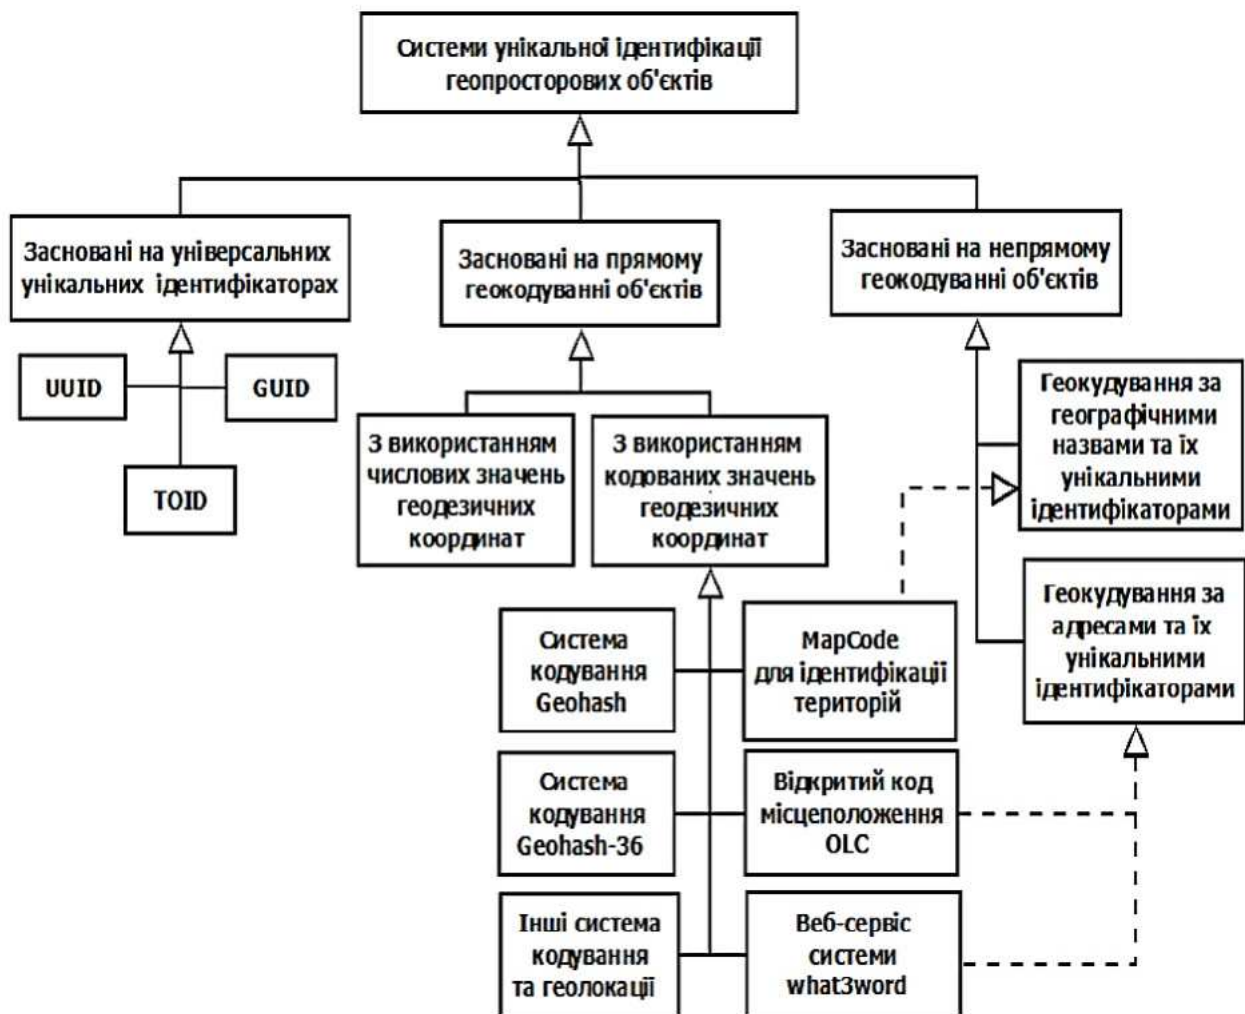 Системи унікальної ідентифікації
геопросторових об'єктів
Засновані на універсальних
унікальних ідентифікаторах
Засновані на прямому
геокодуванні об'єктів
Засновані на непрямому
геокодуванні об'єктів
UUID
GUID
TOID
З використанням
числових значень
геодезичних
координат
З використанням
кодованих значень
геодезичних
координат
Геокудування за
географічними
назвами та їх
унікальними
ідентифікаторами
Геокудування за
адресами та їх
унікальними
ідентифікаторами
Система
кодування
Geohash
MapCode
для ідентифікації
територій
Система
кодування
Geohash-36
Відкритий код
місцеположення
OLC
Інші система
кодування
та геолокації
Веб-сервіс
системи
what3word